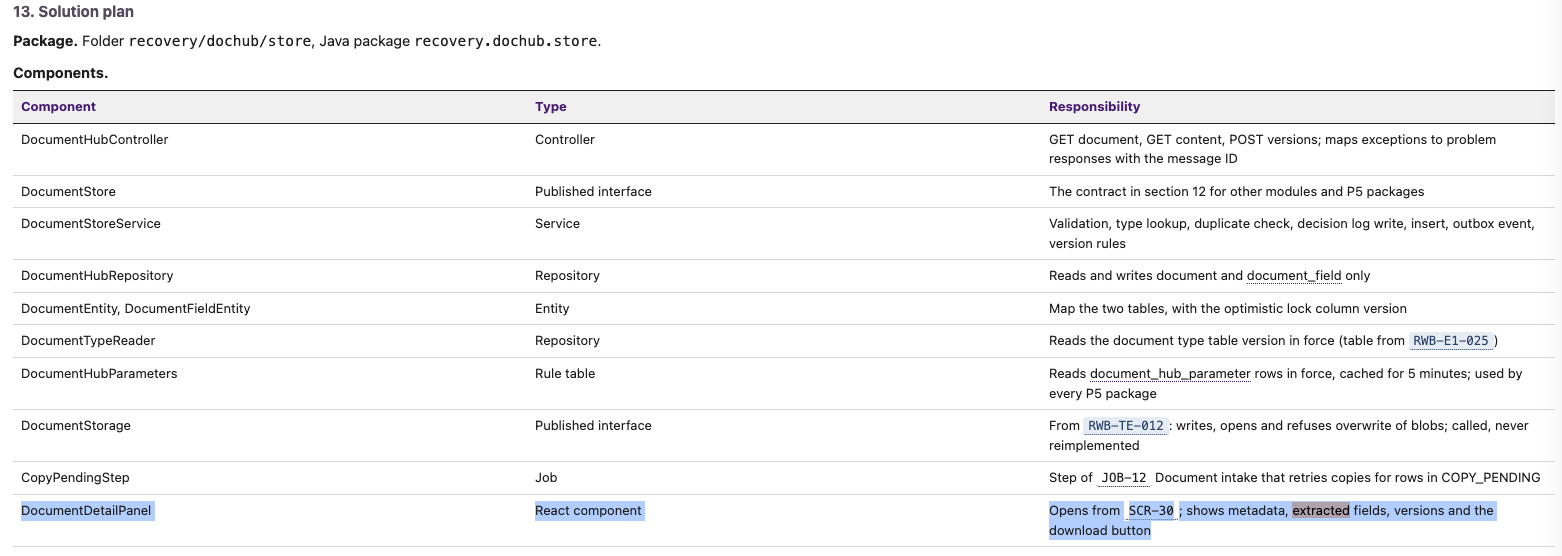 13. Solution plan
Package. Folder recovery/dochub/store, Java package recovery.dochub.store.
Components.
Component Type Responsibility
DocumentHubController Controller GET document, GET content, POST versions; maps exceptions to problem
responses with the message ID
DocumentStore Published interface The contract in section 12 for other modules and P5 packages
DocumentStoreService Service Validation, type lookup, duplicate check, decision log write, insert, outbox event,
version rules
DocumentHubRepository Repository Reads and writes document and document_field only
DocumentEntity, DocumentFieldEntity Entity Map the two tables, with the optimistic lock column version
DocumentTypeReader Repository Reads the document type table version in force (table from RWB-E1-025)
DocumentHubParameters Rule table Reads document_hub_parameter rows in force, cached for 5 minutes; used by
every P5 package
DocumentStorage Published interface From RWB-TE-012: writes, opens and refuses overwrite of blobs; called, never
reimplemented
CopyPendingStep Job Step of JOB-12 Document intake that retries copies for rows in COPY_PENDING
DocumentDetailPanel React component Opens from SCR-30; shows metadata, extracted fields, versions and the
download button